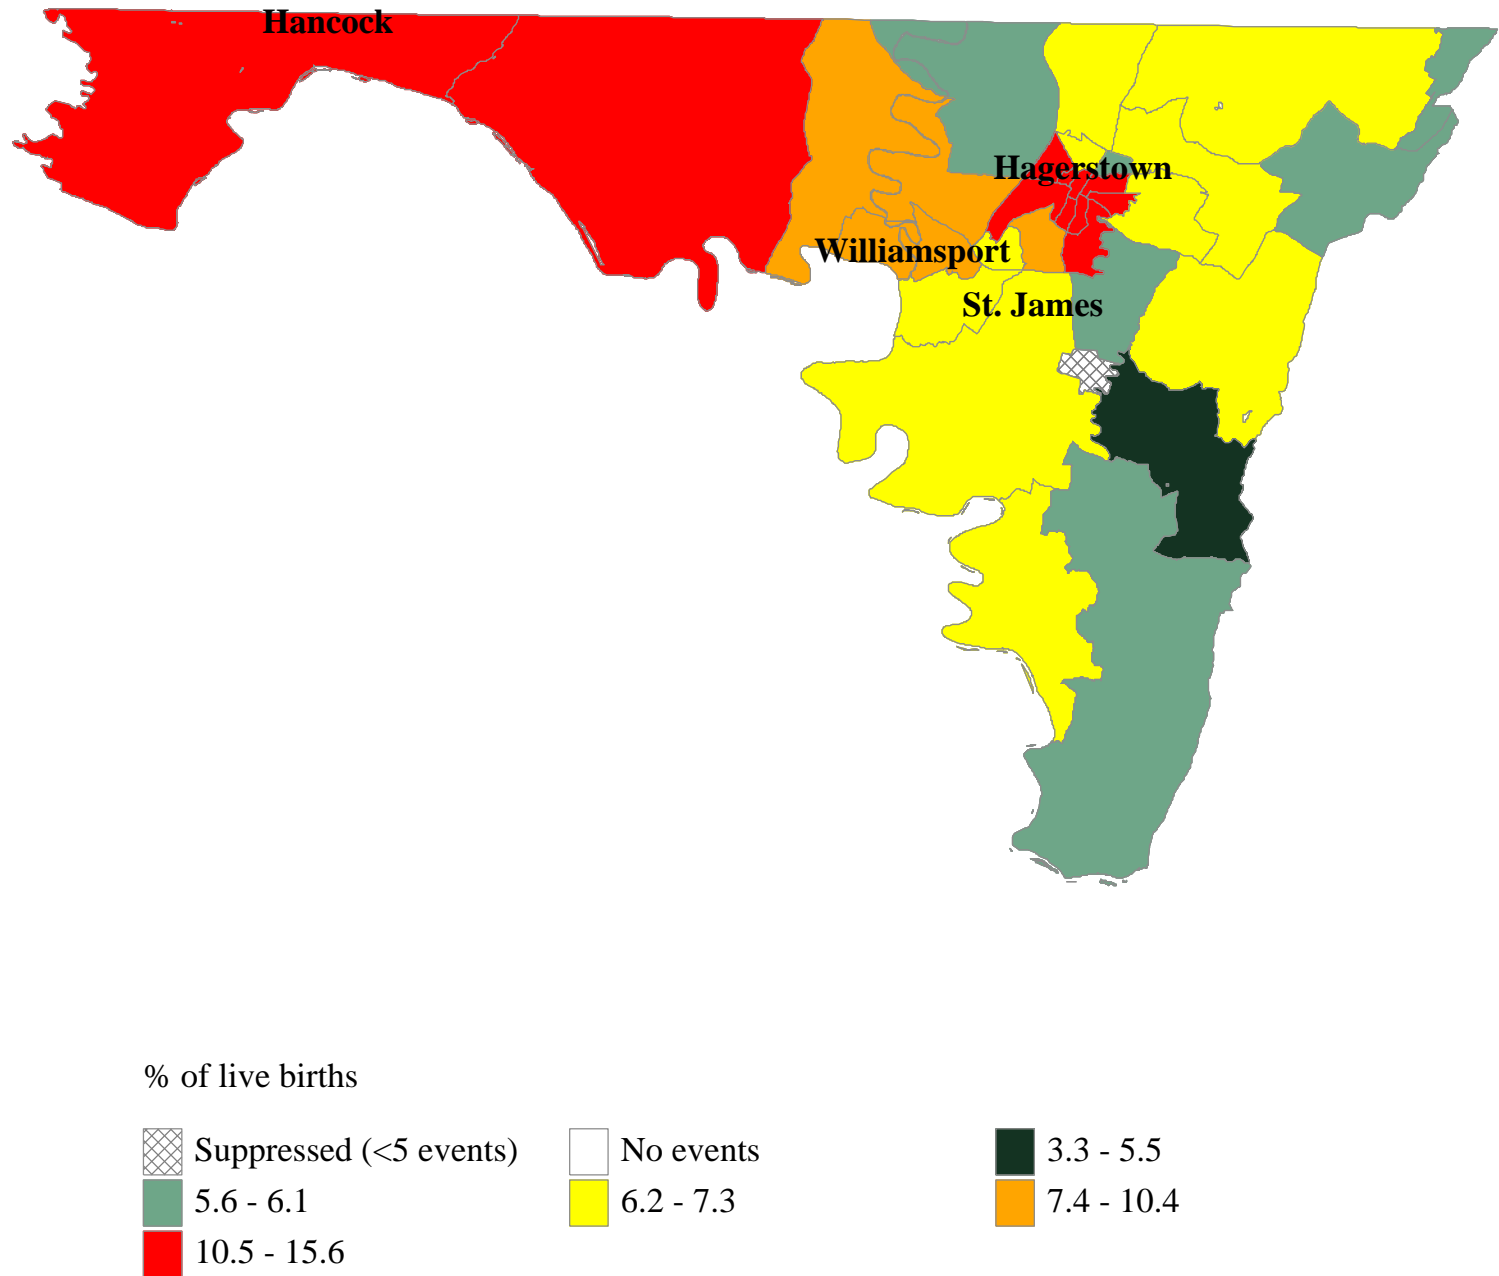 Hancock
Hagerstown
Williamsport
St. James
% of live births
Suppressed (<5 events)
No events
3.3 - 5.5
5.6 - 6.1
6.2 - 7.3
7.4 - 10.4
10.5 - 15.6